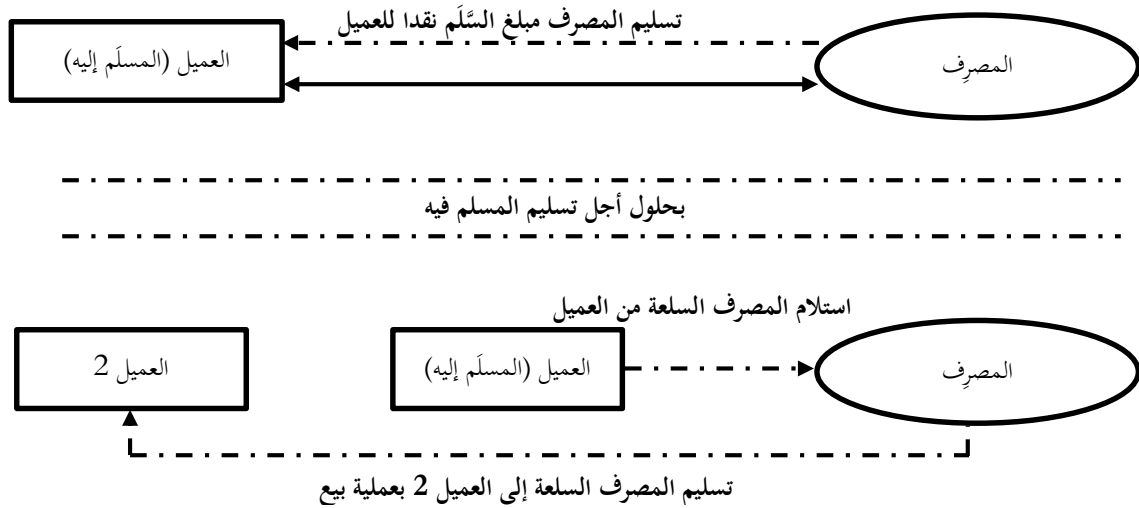 تسليم المصرف مبلغ السَّلَم نقدا للعميل
المصرِف
العميل (المسلَم إليه)
بحلول أجل تسليم المسلم فيه
استلام المصرف السلعة من العميل
المصرِف
العميل (المسلَم إليه)
العميل 2
تسليم المصرف السلعة إلى العميل 2 بعملية بيع